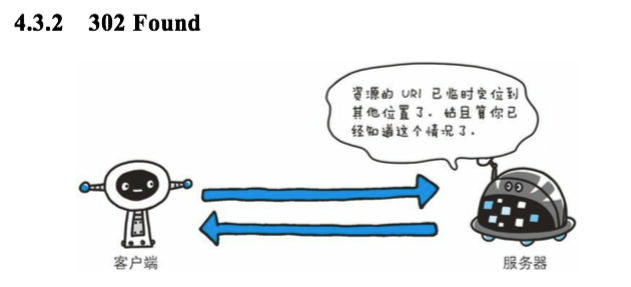 4.3.2 302 Found
资源的 URI 已临时定位到
其他位置了。姑且算你已
经知道这个情况了。
客户端
服务器